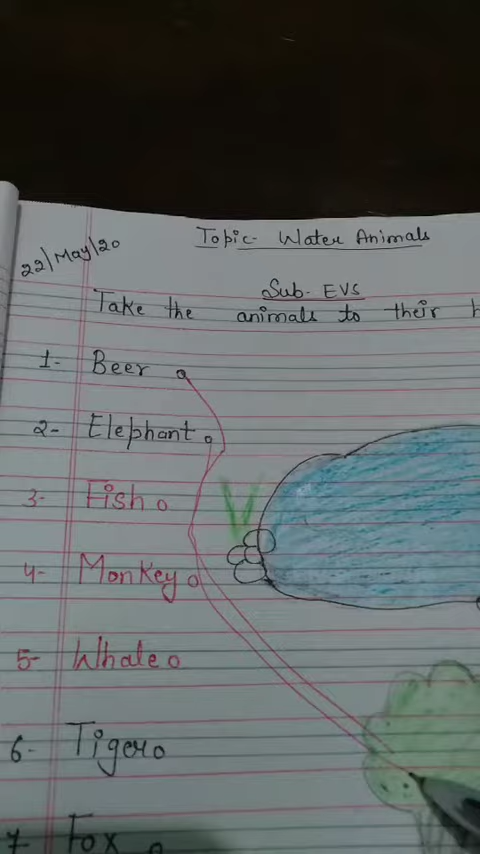 Topic- Water Animals
22/May/20
Sub- EVS
Take the animals to their
1- Beer
2- Elephant
3- Fish
4- Monkey
5- Whale
6- Tiger
7- Fox